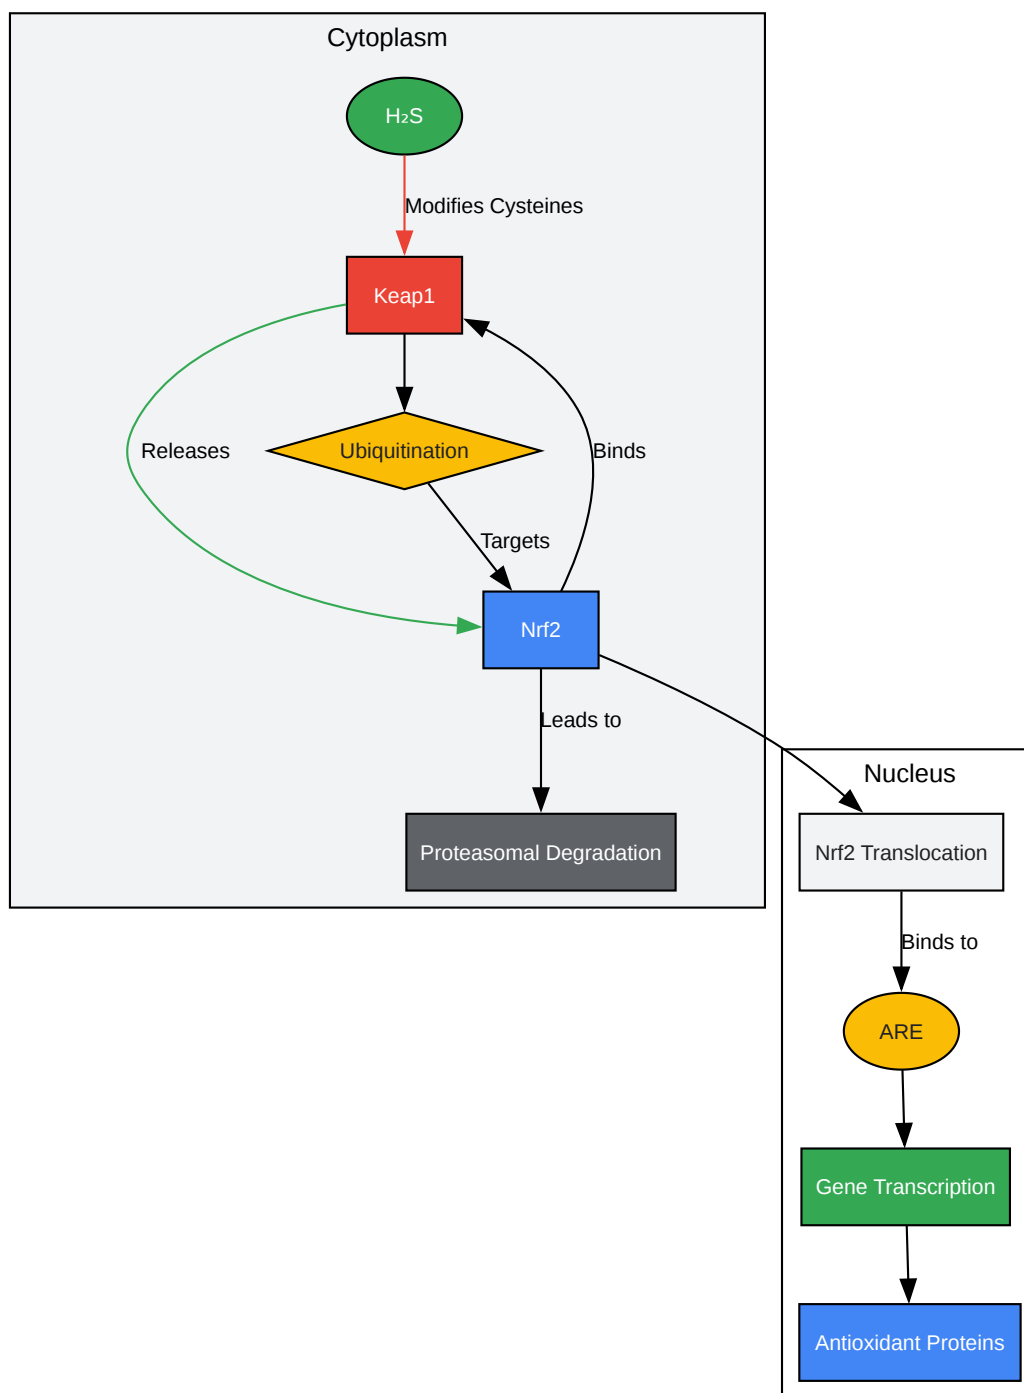 Cytoplasm
H₂S
Modifies Cysteines
Keap1
Releases
Ubiquitination
Binds
Targets
Nrf2
Leads to
Proteasomal Degradation
Nucleus
Nrf2 Translocation
Binds to
ARE
Gene Transcription
Antioxidant Proteins